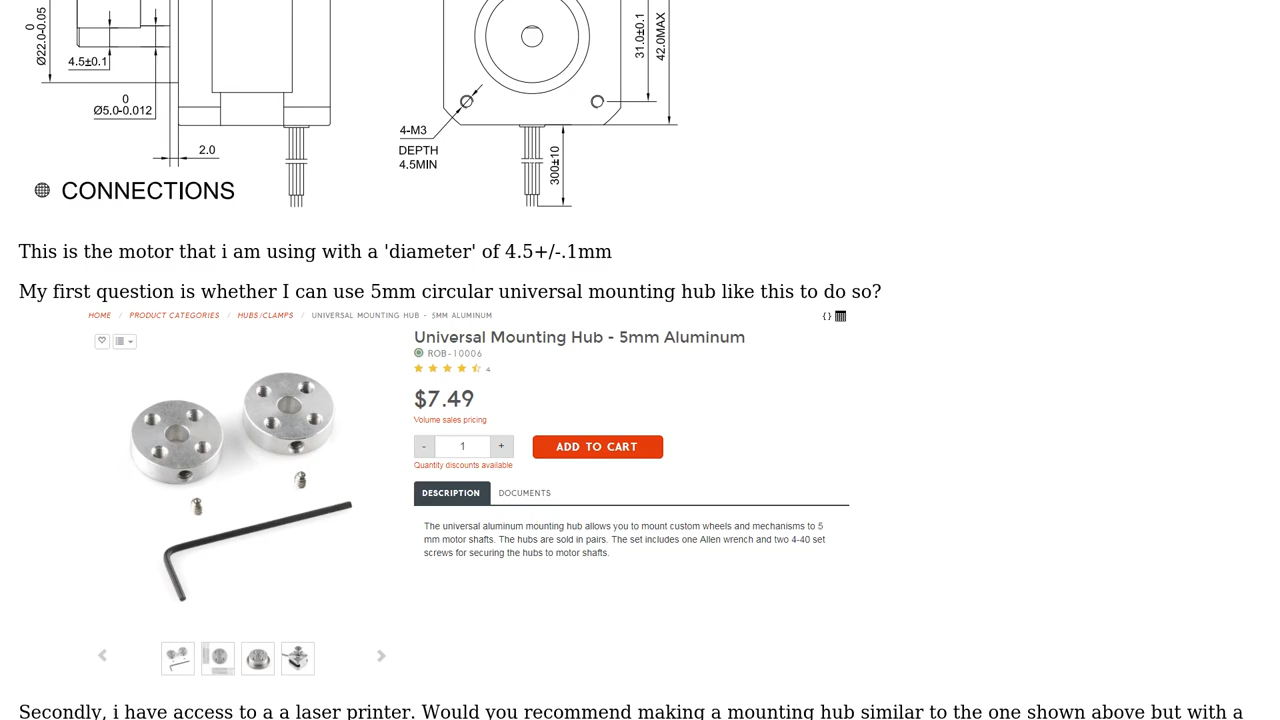 0
Ø22.0-0.05
4.5±0.1
0
Ø5.0-0.012
2.0
31.0±0.1
42.0MAX
4-M3
DEPTH
4.5MIN
300±10
CONNECTIONS
This is the motor that i am using with a 'diameter' of 4.5+/-.1mm
My first question is whether I can use 5mm circular universal mounting hub like this to do so?
HOME / PRODUCT CATEGORIES / HUBS/CLAMPS / UNIVERSAL MOUNTING HUB - 5MM ALUMINUM
{}
Universal Mounting Hub - 5mm Aluminum
ROB-10006
4
$7.49
Volume sales pricing
- 1 + ADD TO CART
Quantity discounts available
DESCRIPTION DOCUMENTS
The universal aluminum mounting hub allows you to mount custom wheels and mechanisms to 5
mm motor shafts. The hubs are sold in pairs. The set includes one Allen wrench and two 4-40 set
screws for securing the hubs to motor shafts.
Secondly, i have access to a a laser printer. Would you recommend making a mounting hub similar to the one shown above but with a